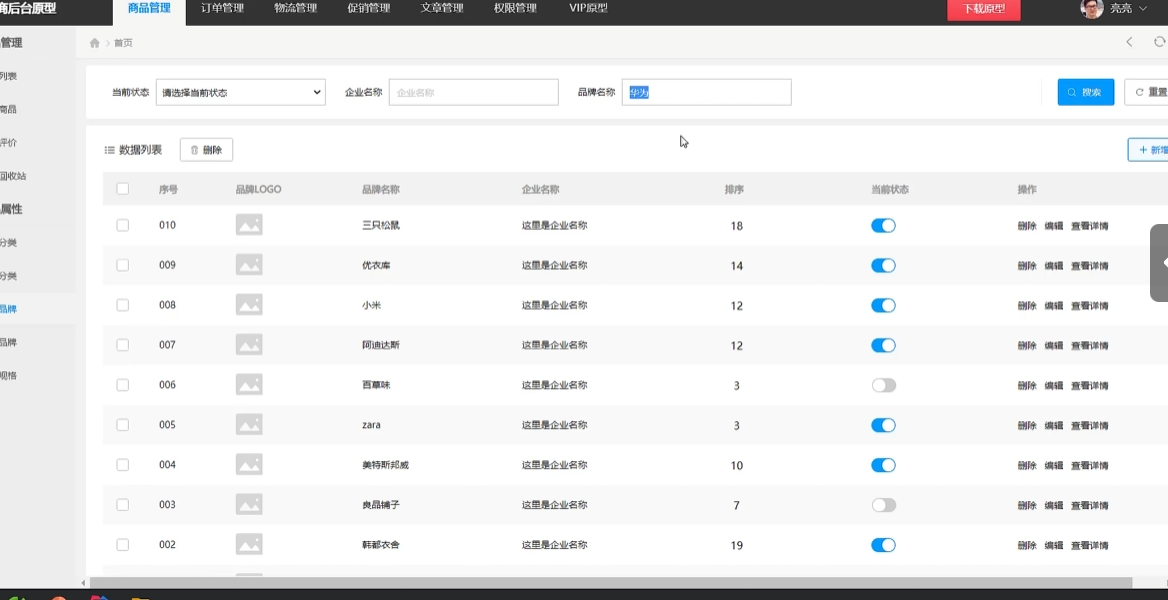 商后台原型 商品管理 订单管理 物流管理 促销管理 文章管理 权限管理 VIP原型 下载原型 亮亮
管理 首页
列表
商品
评价
回收站
属性
分类
分类
品牌
品牌
规格
当前状态 请选择当前状态 企业名称 企业名称 品牌名称 华为 搜索 重置
数据列表 删除 + 新增
序号 品牌LOGO 品牌名称 企业名称 排序 当前状态 操作
010 三只松鼠 这里是企业名称 18 删除 编辑 查看详情
009 优衣库 这里是企业名称 14 删除 编辑 查看详情
008 小米 这里是企业名称 12 删除 编辑 查看详情
007 阿迪达斯 这里是企业名称 12 删除 编辑 查看详情
006 百草味 这里是企业名称 3 删除 编辑 查看详情
005 zara 这里是企业名称 3 删除 编辑 查看详情
004 美特斯邦威 这里是企业名称 10 删除 编辑 查看详情
003 良品铺子 这里是企业名称 7 删除 编辑 查看详情
002 韩都衣舍 这里是企业名称 19 删除 编辑 查看详情